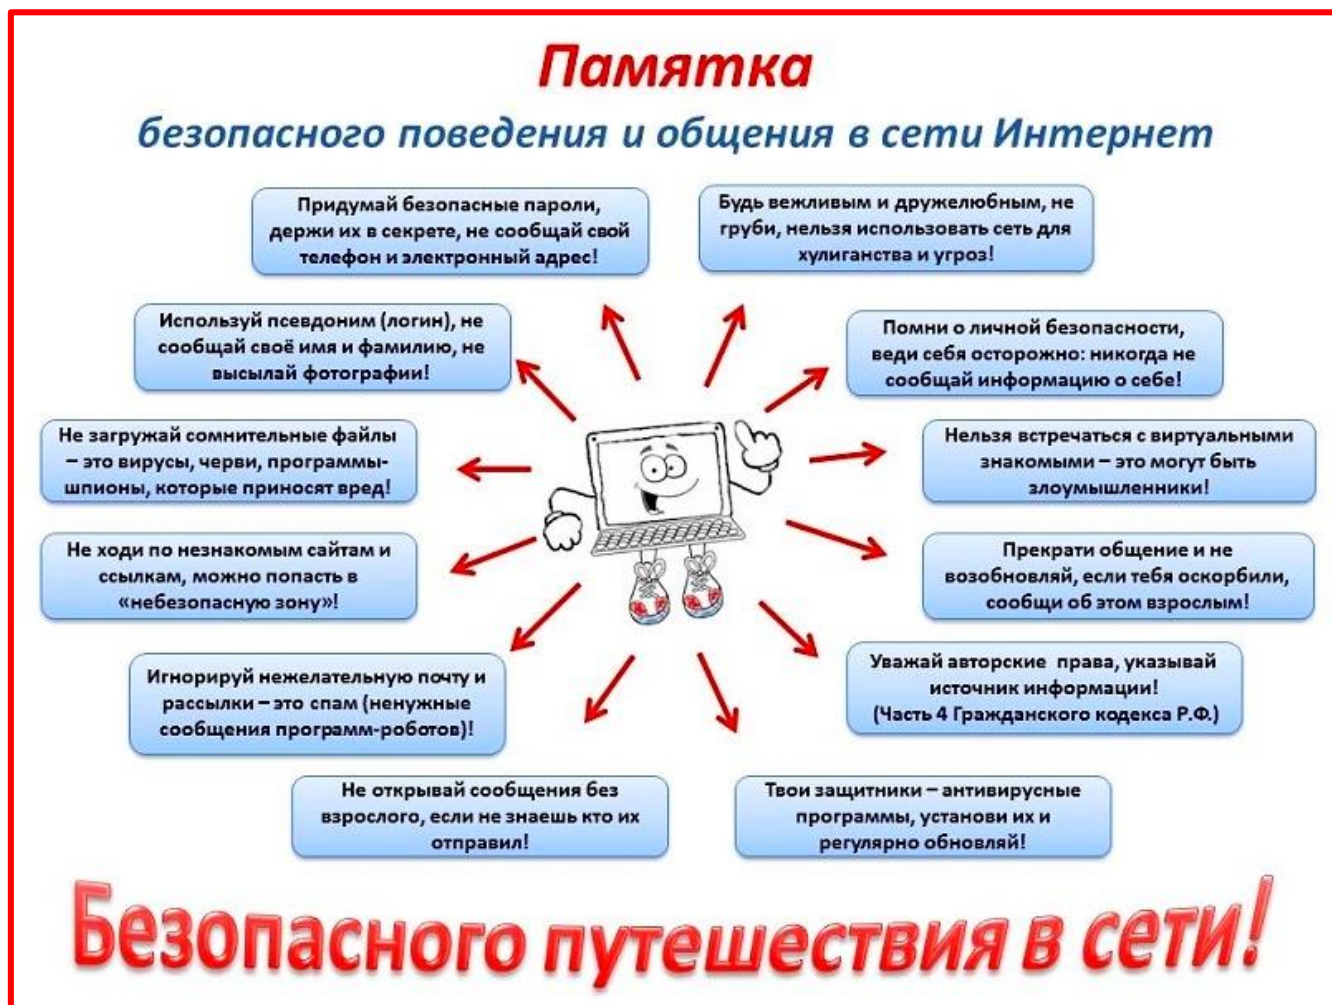 Памятка
безопасного поведения и общения в сети Интернет
Придумай безопасные пароли,
держи их в секрете, не сообщай свой
телефон и электронный адрес!
Будь вежливым и дружелюбным, не
груби, нельзя использовать сеть для
хулиганства и угроз!
Используй псевдоним (логин), не
сообщай своё имя и фамилию, не
высылай фотографии!
Помни о личной безопасности,
веди себя осторожно: никогда не
сообщай информацию о себе!
Не загружай сомнительные файлы
– это вирусы, черви, программы-
шпионы, которые приносят вред!
Нельзя встречаться с виртуальными
знакомыми – это могут быть
злоумышленники!
Не ходи по незнакомым сайтам и
ссылкам, можно попасть в
«небезопасную зону»!
Прекрати общение и не
возобновляй, если тебя оскорбили,
сообщи об этом взрослым!
Игнорируй нежелательную почту и
рассылки – это спам (ненужные
сообщения программ-роботов)!
Уважай авторские права, указывай
источник информации!
(Часть 4 Гражданского кодекса Р.Ф.)
Не открывай сообщения без
взрослого, если не знаешь кто их
отправил!
Твои защитники – антивирусные
программы, установи их и
регулярно обновляй!
Безопасного путешествия в сети!